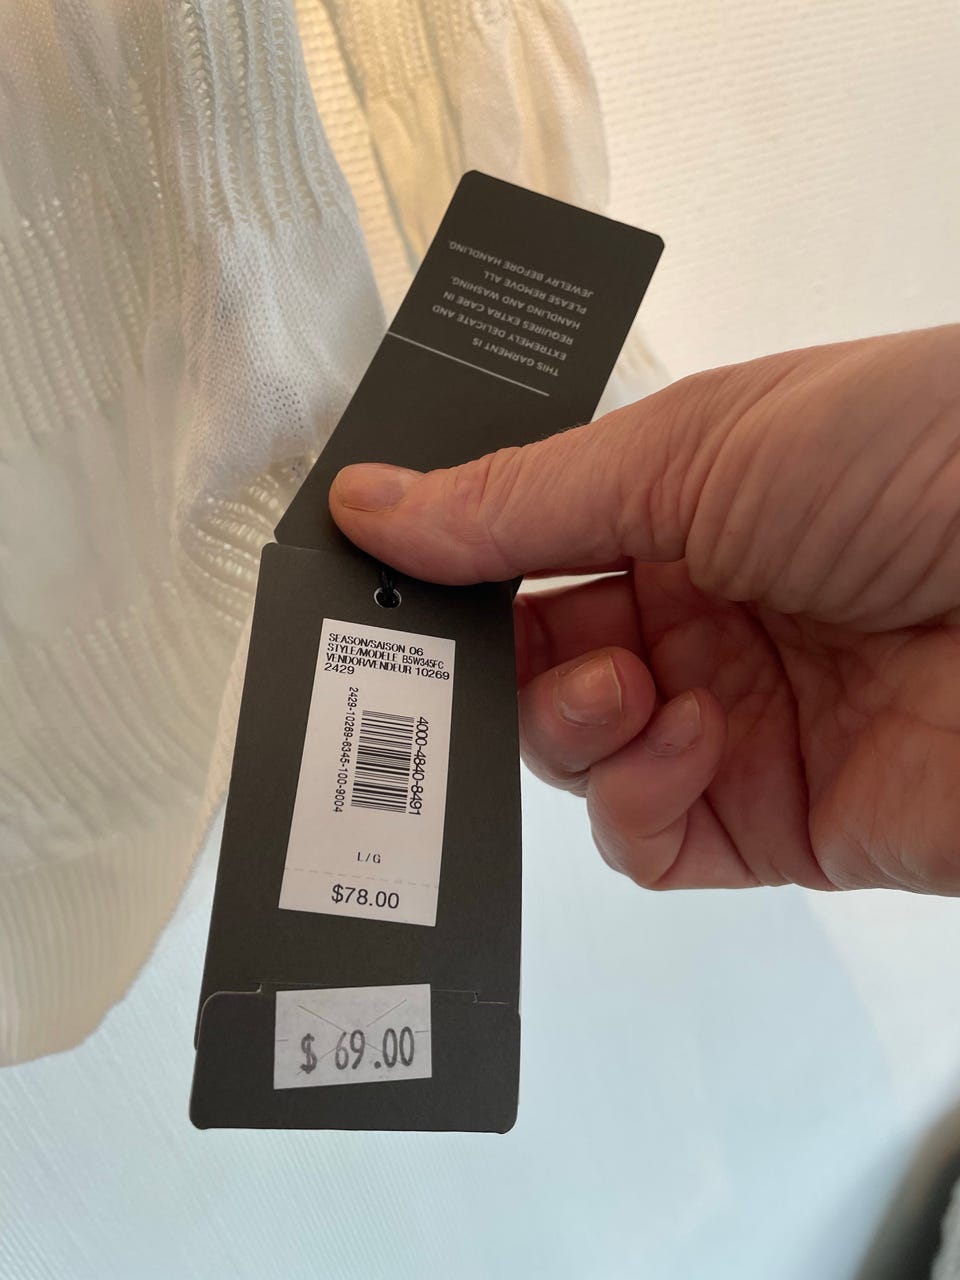 THIS GARMENT IS
EXTREMELY DELICATE AND
REQUIRES EXTRA CARE IN
HANDLING AND WASHING.
PLEASE REMOVE ALL
JEWELRY BEFORE HANDLING.
SEASON/SAISON 06
STYLE/MODELE B5W345FC
VENDOR/VENDEUR 10269
2429
4000-4840-8491
2429-10269-6345-100-9004
L/G
$78.00
$ 69.00